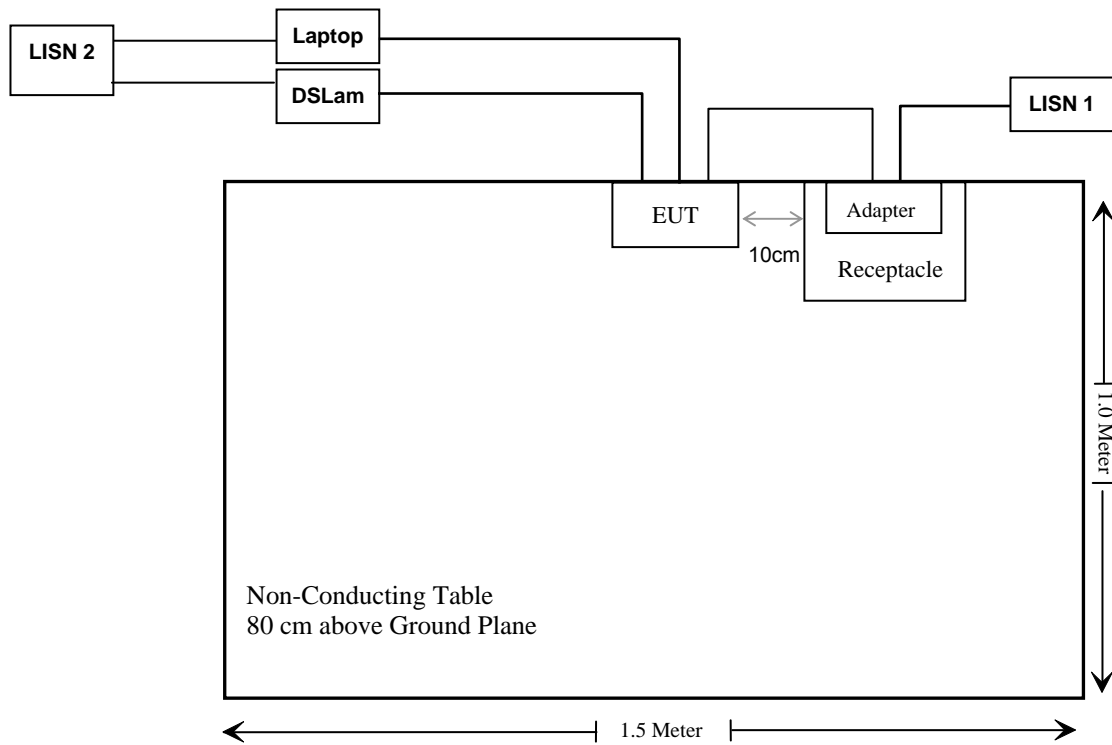 LISN 2
Laptop
DSLam
LISN 1
EUT
10cm
Adapter
Receptacle
1.0 Meter
Non-Conducting Table
80 cm above Ground Plane
1.5 Meter